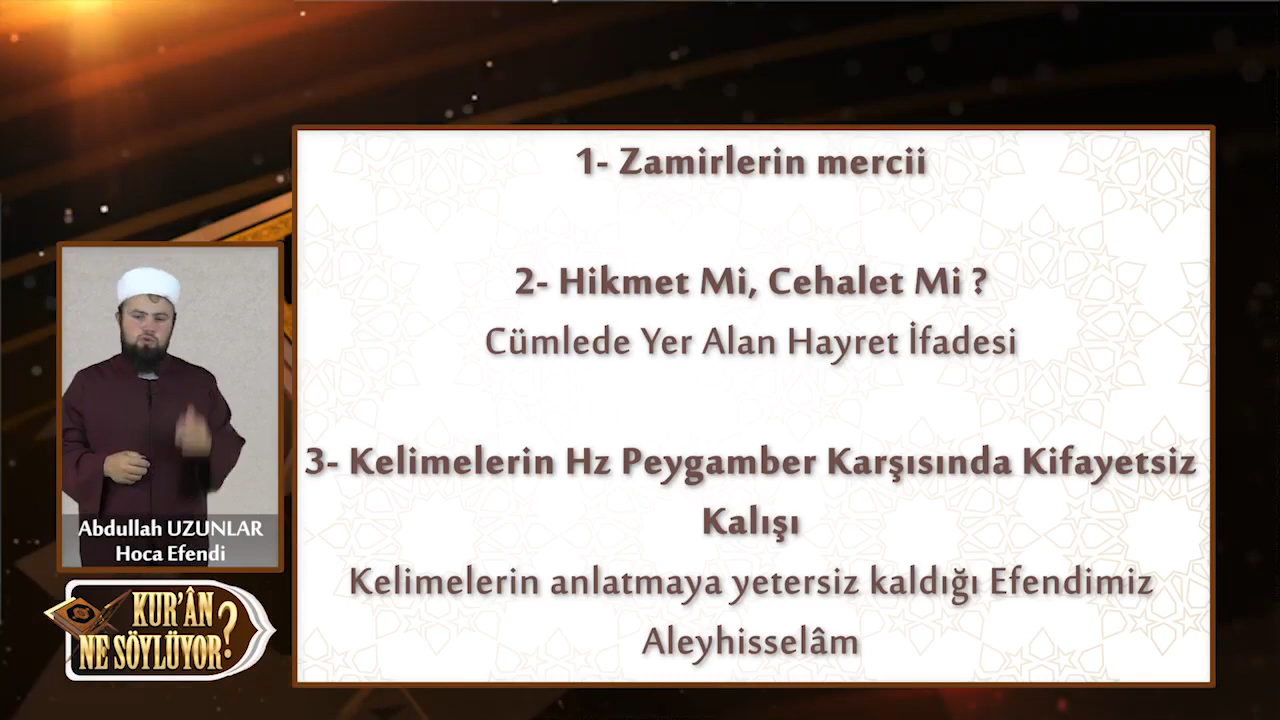 1- Zamirlerin mercii
2- Hikmet Mi, Cehalet Mi ?
Cümlede Yer Alan Hayret İfadesi
3- Kelimelerin Hz Peygamber Karşısında Kifayetsiz
Kalışı
Kelimelerin anlatmaya yetersiz kaldığı Efendimiz
Aleyhisselâm
Abdullah UZUNLAR
Hoca Efendi
KUR'ÂN
NE SÖYLÜYOR?